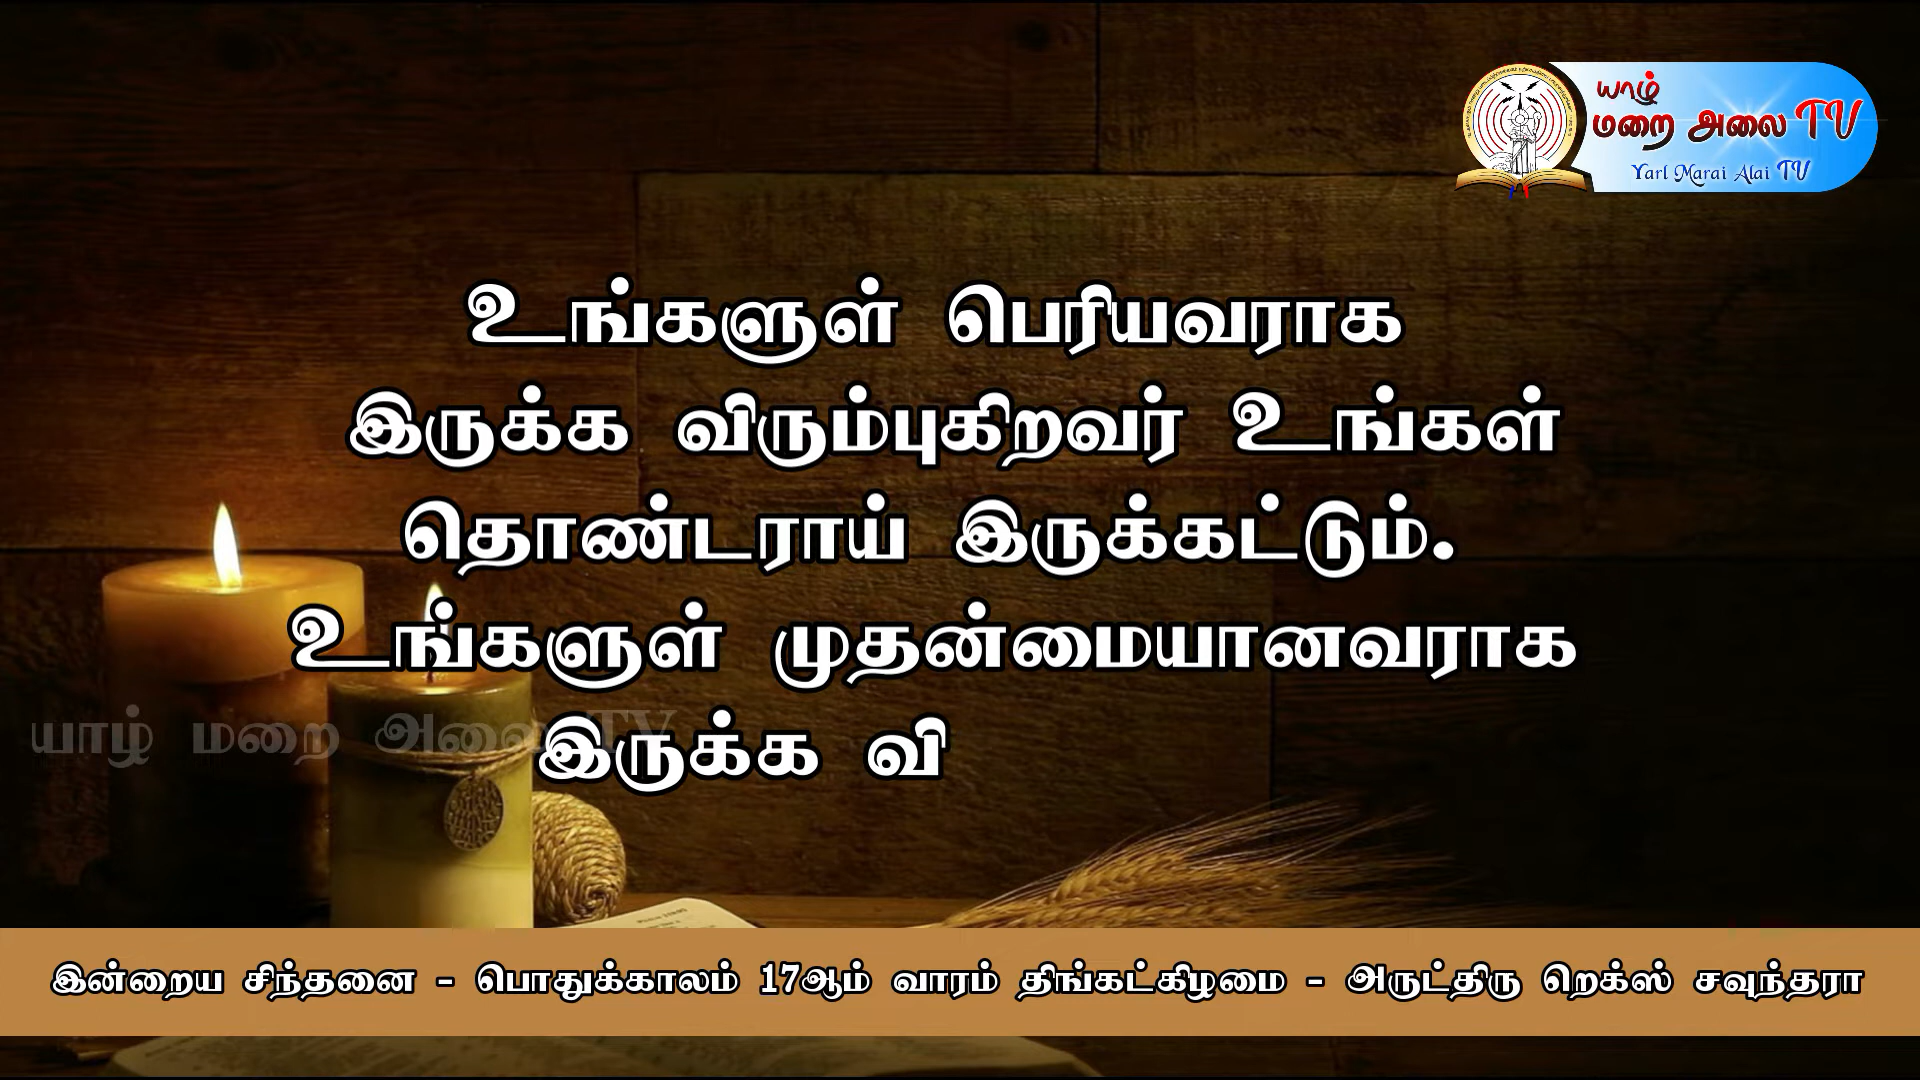 யாழ்
மறை அலை TV
Yarl Marai Alai TV
உங்களுள் பெரியவராக
இருக்க விரும்புகிறவர் உங்கள்
தொண்டராய் இருக்கட்டும்.
உங்களுள் முதன்மையானவராக
இருக்க வி
யாழ் மறை அலை TV
இன்றைய சிந்தனை - பொதுக்காலம் 17ஆம் வாரம் திங்கட்கிழமை - அருட்திரு றெக்ஸ் சவுந்தரா